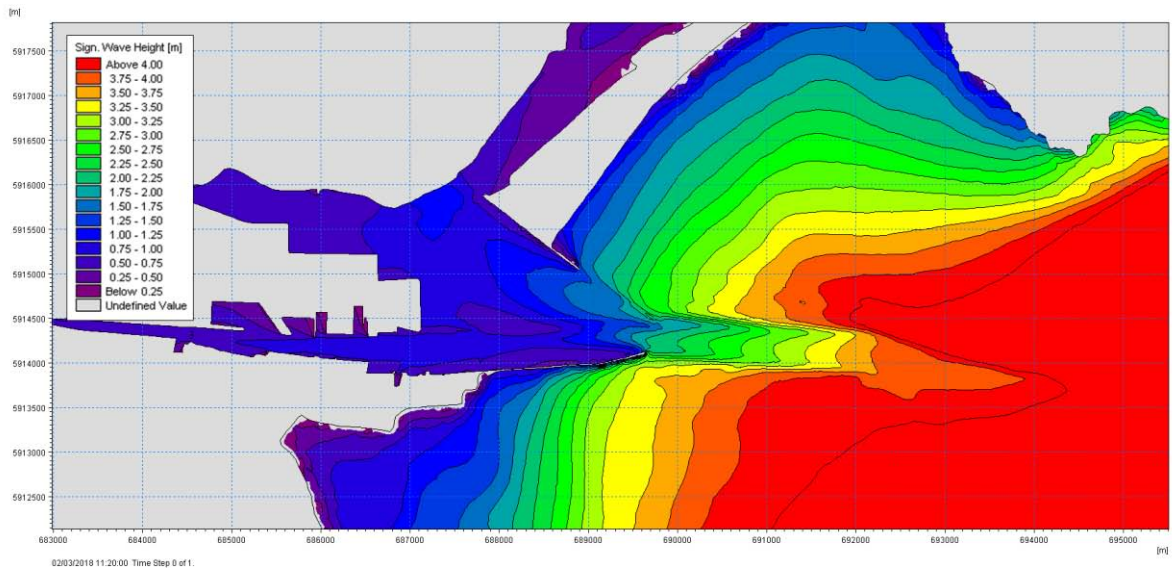 [m]
5917500
5917000
5916500
5916000
5915500
5915000
5914500
5914000
5913500
5913000
5912500
Sign. Wave Height [m]
Above 4.00
3.75 - 4.00
3.50 - 3.75
3.25 - 3.50
3.00 - 3.25
2.75 - 3.00
2.50 - 2.75
2.25 - 2.50
2.00 - 2.25
1.75 - 2.00
1.50 - 1.75
1.25 - 1.50
1.00 - 1.25
0.75 - 1.00
0.50 - 0.75
0.25 - 0.50
Below 0.25
Undefined Value
683000 684000 685000 686000 687000 688000 689000 690000 691000 692000 693000 694000 695000
[m]
02/03/2018 11:20:00 Time Step 0 of 1.